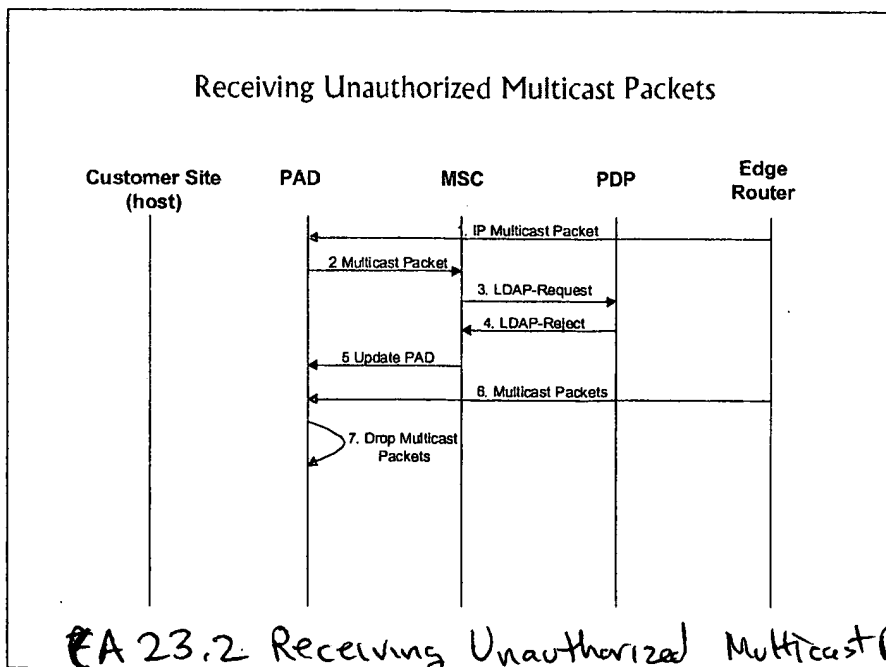 Receiving Unauthorized Multicast Packets
Customer Site
(host)
PAD
MSC
PDP
Edge
Router
1. IP Multicast Packet
2 Multicast Packet
3. LDAP-Request
4. LDAP-Reject
5 Update PAD
6. Multicast Packets
7. Drop Multicast
Packets
A 23.2 Receiving Unauthorized Multicast